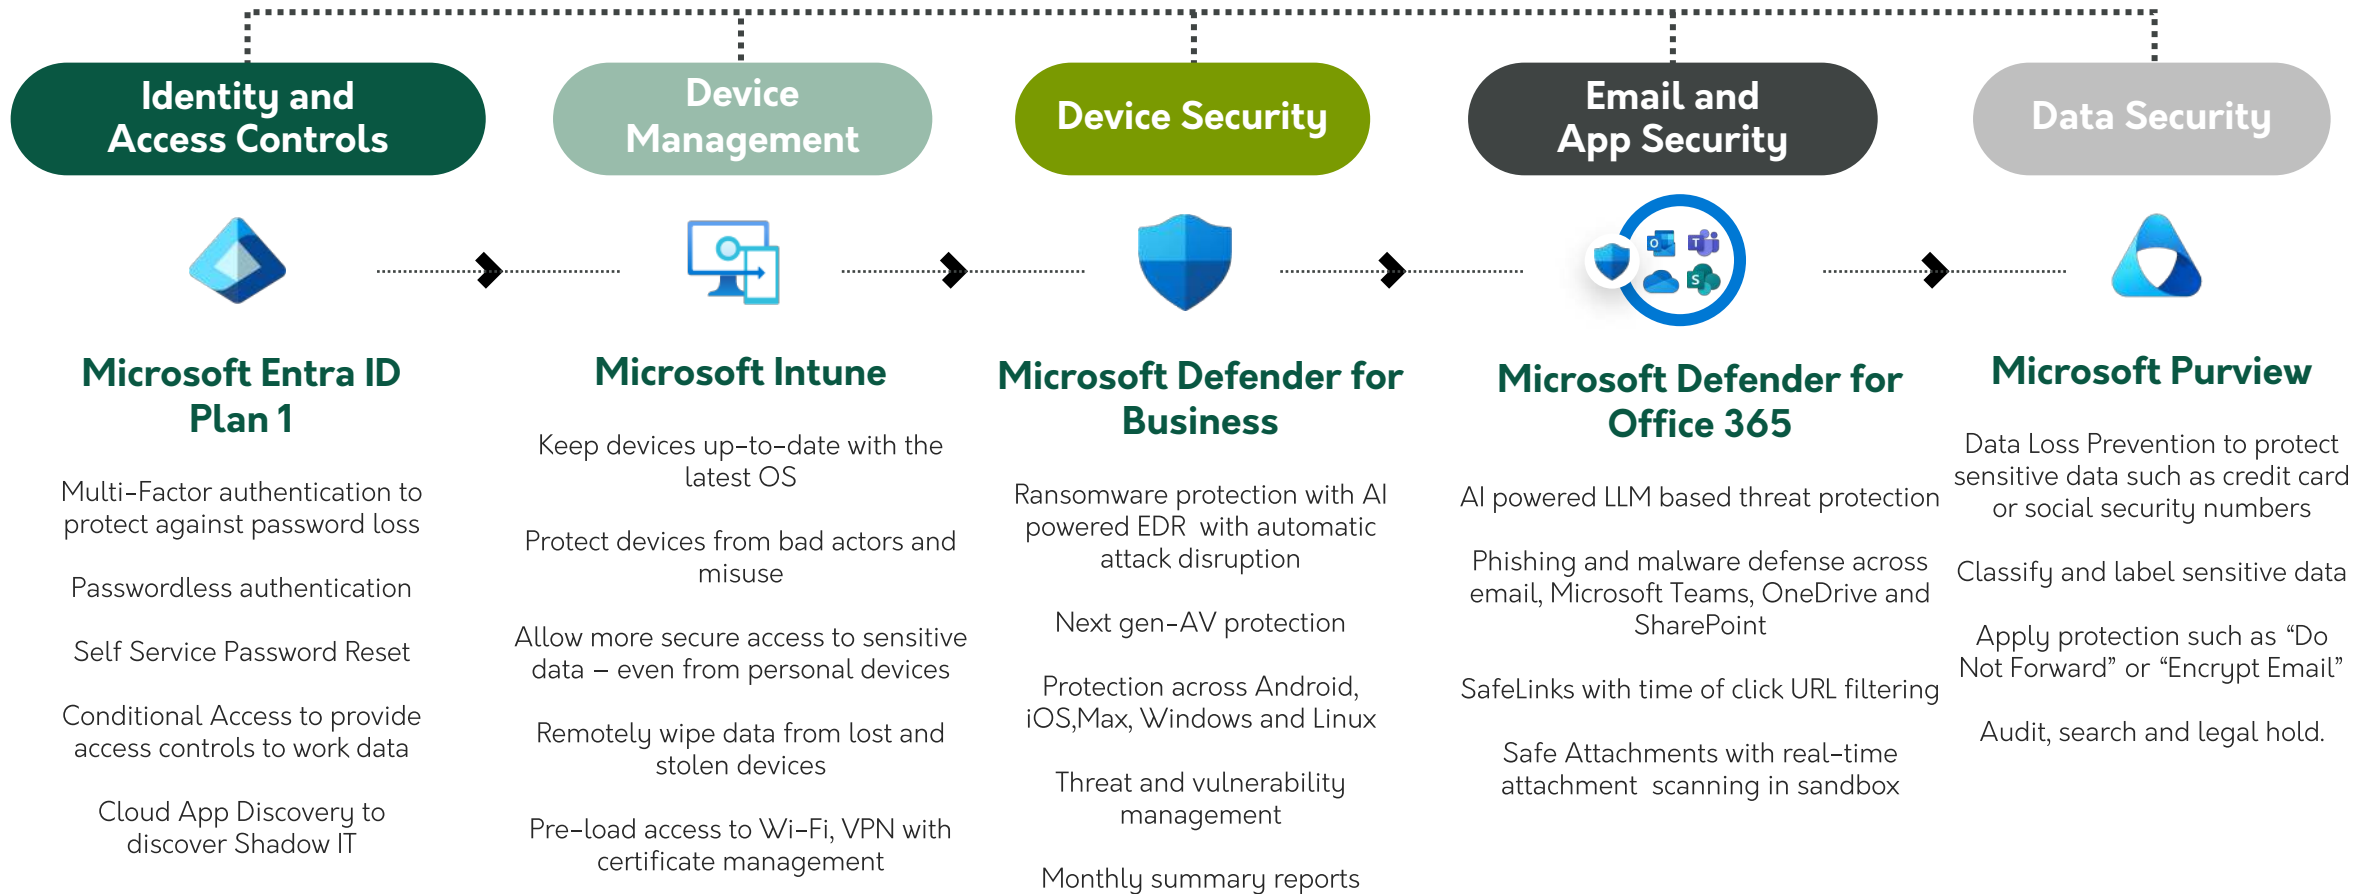 Identity and
Access Controls
Device
Management
Device Security
Email and
App Security
Data Security
Microsoft Entra ID
Plan 1
Multi-Factor authentication to
protect against password loss
Passwordless authentication
Self Service Password Reset
Conditional Access to provide
access controls to work data
Cloud App Discovery to
discover Shadow IT
Microsoft Intune
Keep devices up-to-date with the
latest OS
Protect devices from bad actors and
misuse
Allow more secure access to sensitive
data – even from personal devices
Remotely wipe data from lost and
stolen devices
Pre-load access to Wi-Fi, VPN with
certificate management
Microsoft Defender for
Business
Ransomware protection with AI
powered EDR  with automatic
attack disruption
Next gen-AV protection
Protection across Android,
iOS,Max, Windows and Linux
Threat and vulnerability
management
Monthly summary reports
Microsoft Defender for
Office 365
AI powered LLM based threat protection
Phishing and malware defense across
email, Microsoft Teams, OneDrive and
SharePoint
SafeLinks with time of click URL filtering
Safe Attachments with real-time
attachment  scanning in sandbox
Microsoft Purview
Data Loss Prevention to protect
sensitive data such as credit card
or social security numbers
Classify and label sensitive data
Apply protection such as “Do
Not Forward” or “Encrypt Email”
Audit, search and legal hold.